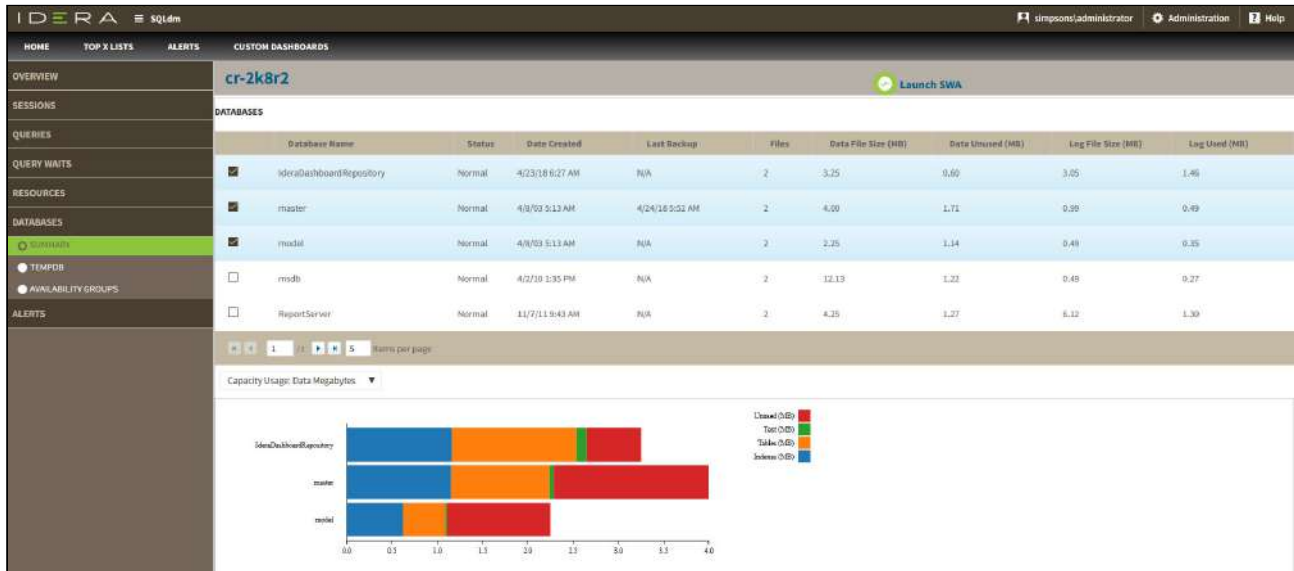 IDERA ≡ SQLdm simpsons\administrator Administration ? Help
HOME TOP X LISTS ALERTS CUSTOM DASHBOARDS
OVERVIEW
SESSIONS
QUERIES
QUERY WAITS
RESOURCES
DATABASES
SUMMARY
TEMPDB
AVAILABILITY GROUPS
ALERTS
cr-2k8r2 Launch SWA
DATABASES
Database Name Status Date Created Last Backup Files Data File Size (MB) Data Unused (MB) Log File Size (MB) Log Used (MB)
IderaDashboardRepository Normal 4/23/18 6:27 AM N/A 2 3.25 0.60 3.05 1.46
master Normal 4/8/03 9:13 AM 4/24/18 5:52 AM 2 4.00 1.71 0.99 0.49
model Normal 4/8/03 9:13 AM N/A 2 2.25 1.14 0.49 0.35
msdb Normal 4/2/10 1:35 PM N/A 2 12.13 1.22 0.49 0.27
ReportServer Normal 11/7/11 9:43 AM N/A 2 4.25 1.27 6.12 1.30
1 /1 5 items per page
Capacity Usage: Data Megabytes ▼
Unused (MB)
Text (MB)
Tables (MB)
Indexes (MB)
IderaDashboardRepository
master
model
0.0 0.5 1.0 1.5 2.0 2.5 3.0 3.5 4.0